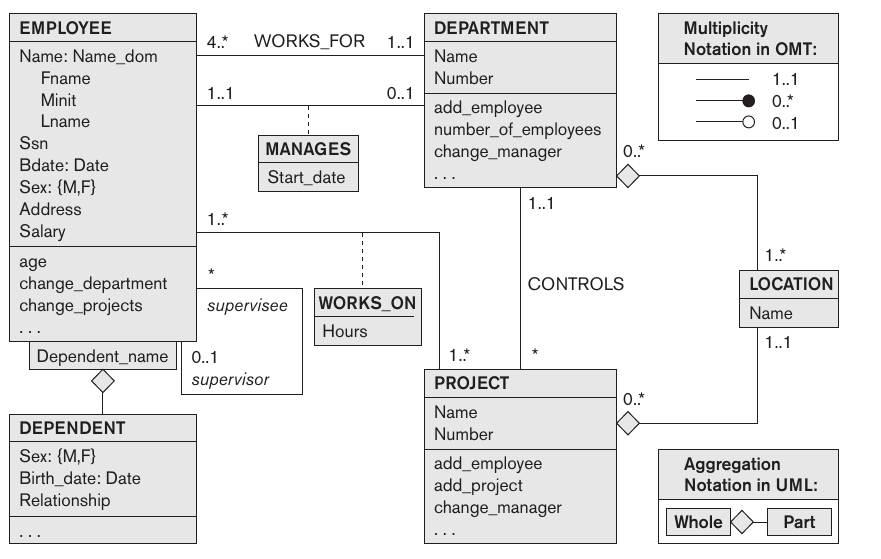 EMPLOYEE
Name: Name_dom
Fname
Minit
Lname
Ssn
Bdate: Date
Sex: {M,F}
Address
Salary
age
change_department
change_projects
. . .
Dependent_name
DEPENDENT
Sex: {M,F}
Birth_date: Date
Relationship
. . .
4..* WORKS_FOR 1..1
1..1 0..1
MANAGES
Start_date
1..*
*
supervisee
0..1
supervisor
WORKS_ON
Hours
1..*
DEPARTMENT
Name
Number
add_employee
number_of_employees
change_manager
. . .
0..*
1..1
CONTROLS
*
PROJECT
Name
Number
add_employee
add_project
change_manager
. . .
0..*
1..*
LOCATION
Name
1..1
Multiplicity
Notation in OMT:
1..1
0..*
0..1
Aggregation
Notation in UML:
Whole Part